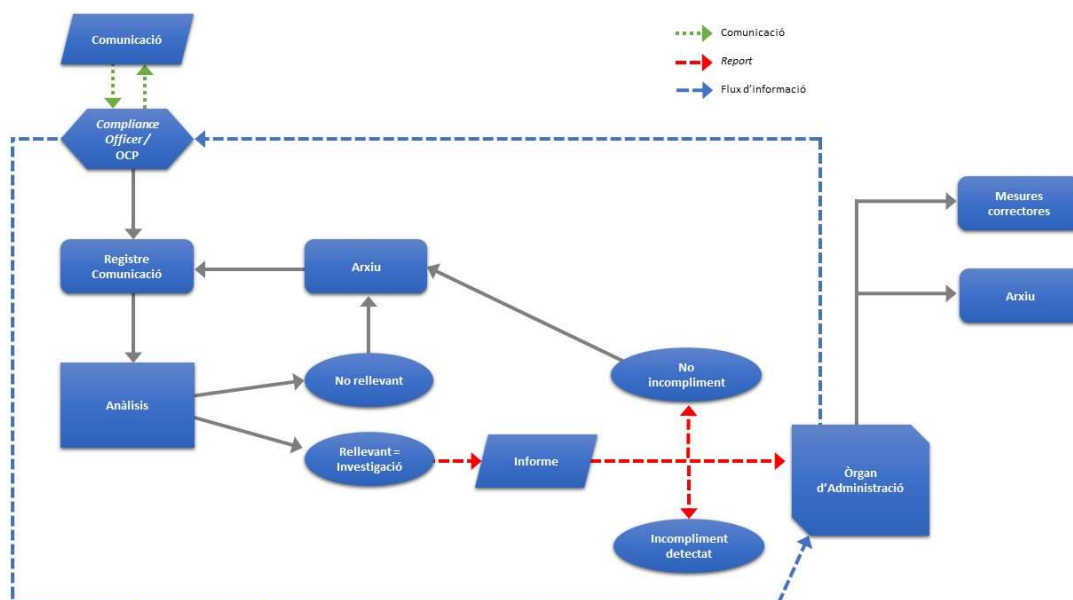 Comunicació
Comunicació
Report
Flux d'informació
Compliance
Officer /
OCP
Mesures
correctores
Registre
Comunicació
Arxiu
Arxiu
No rellevant
No
incompliment
Anàlisis
Rellevant =
Investigació
Informe
Òrgan
d'Administració
Incompliment
detectat